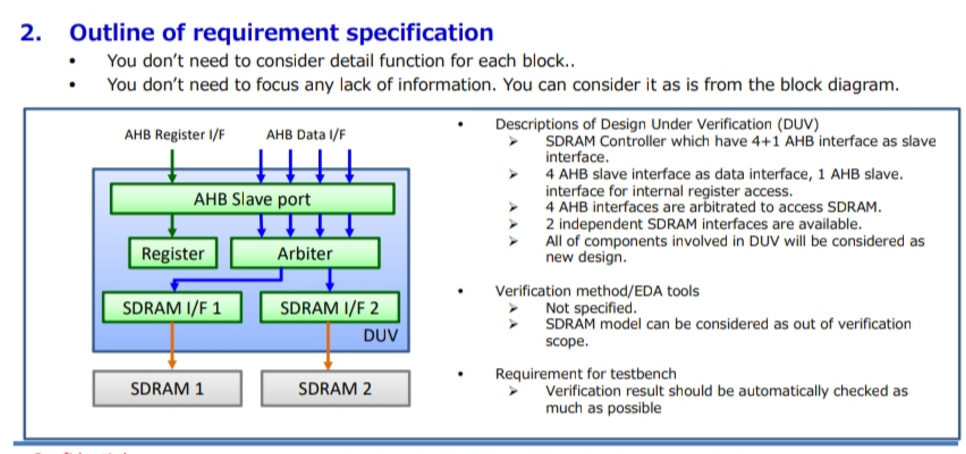 2. Outline of requirement specification
• You don't need to consider detail function for each block..
• You don't need to focus any lack of information. You can consider it as is from the block diagram.
AHB Register I/F AHB Data I/F
AHB Slave port
Register Arbiter
SDRAM I/F 1 SDRAM I/F 2
DUV
SDRAM 1 SDRAM 2
• Descriptions of Design Under Verification (DUV)
➢ SDRAM Controller which have 4+1 AHB interface as slave
interface.
➢ 4 AHB slave interface as data interface, 1 AHB slave.
interface for internal register access.
➢ 4 AHB interfaces are arbitrated to access SDRAM.
➢ 2 independent SDRAM interfaces are available.
➢ All of components involved in DUV will be considered as
new design.
• Verification method/EDA tools
➢ Not specified.
➢ SDRAM model can be considered as out of verification
scope.
• Requirement for testbench
➢ Verification result should be automatically checked as
much as possible